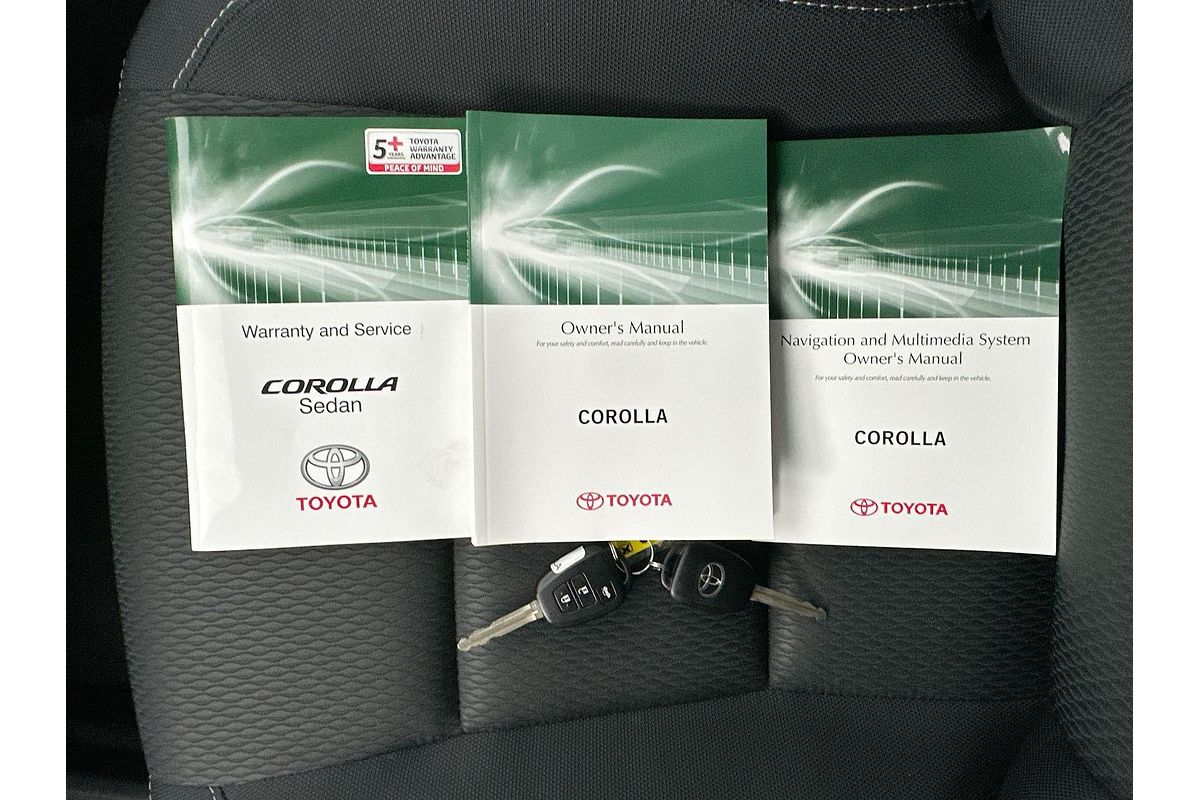 5+
YEARS
TOYOTA
WARRANTY
ADVANTAGE
PEACE OF MIND
Warranty and Service
COROLLA
Sedan
TOYOTA
Owner's Manual
For your safety and comfort, read carefully and keep in the vehicle.
COROLLA
TOYOTA
Navigation and Multimedia System
Owner's Manual
For your safety and comfort, read carefully and keep in the vehicle.
COROLLA
TOYOTA
A